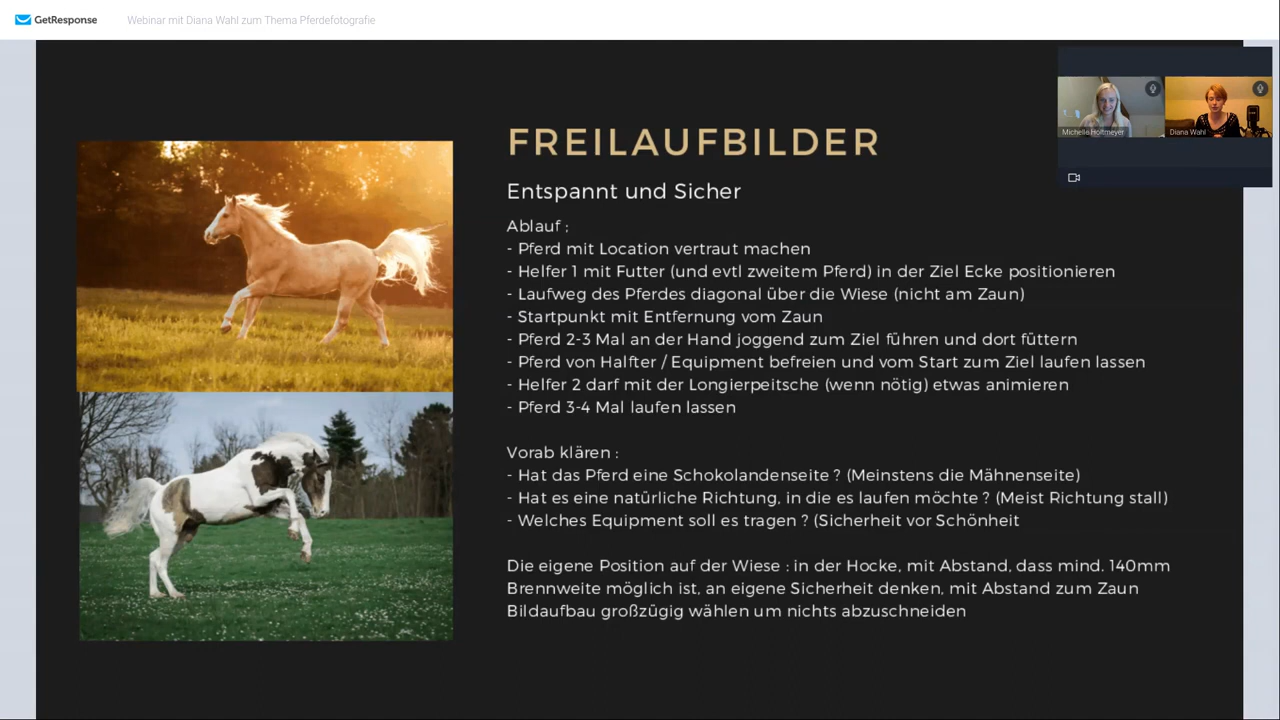 GetResponse
Webinar mit Diana Wahl zum Thema Pferdefotografie
Michelle Holtmeyer
Diana Wahl
FREILAUFBILDER
Entspannt und Sicher
Ablauf :
- Pferd mit Location vertraut machen
- Helfer 1 mit Futter (und evtl zweitem Pferd) in der Ziel Ecke positionieren
- Laufweg des Pferdes diagonal über die Wiese (nicht am Zaun)
- Startpunkt mit Entfernung vom Zaun
- Pferd 2-3 Mal an der Hand joggend zum Ziel führen und dort füttern
- Pferd von Halfter / Equipment befreien und vom Start zum Ziel laufen lassen
- Helfer 2 darf mit der Longierpeitsche (wenn nötig) etwas animieren
- Pferd 3-4 Mal laufen lassen
Vorab klären :
- Hat das Pferd eine Schokolandenseite ? (Meinstens die Mähnenseite)
- Hat es eine natürliche Richtung, in die es laufen möchte ? (Meist Richtung stall)
- Welches Equipment soll es tragen ? (Sicherheit vor Schönheit
Die eigene Position auf der Wiese : in der Hocke, mit Abstand, dass mind. 140mm
Brennweite möglich ist, an eigene Sicherheit denken, mit Abstand zum Zaun
Bildaufbau großzügig wählen um nichts abzuschneiden